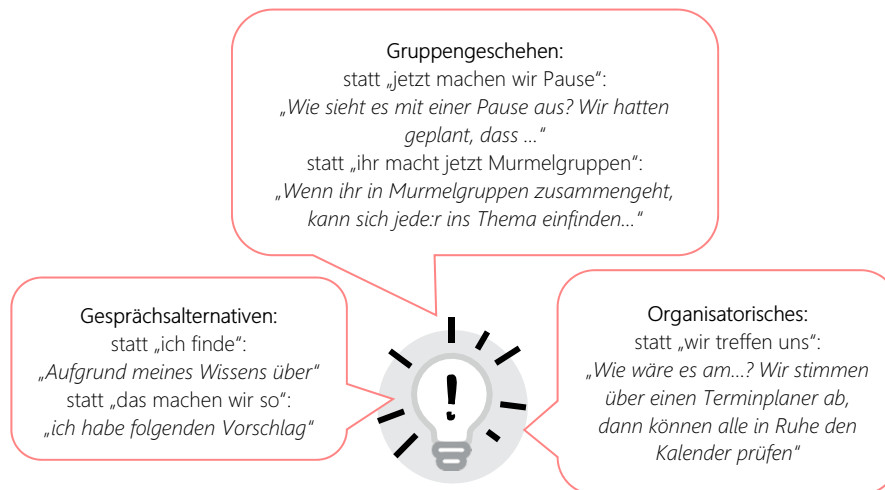 Gruppengeschehen:
statt „jetzt machen wir Pause“:
„Wie sieht es mit einer Pause aus? Wir hatten
geplant, dass ...“
statt „ihr macht jetzt Murmelgruppen“:
„Wenn ihr in Murmelgruppen zusammengeht,
kann sich jede:r ins Thema einfinden...“
Gesprächsalternativen:
statt „ich finde“:
„Aufgrund meines Wissens über“
statt „das machen wir so“:
„ich habe folgenden Vorschlag“
Organisatorisches:
statt „wir treffen uns“:
„Wie wäre es am...? Wir stimmen
über einen Terminplaner ab,
dann können alle in Ruhe den
Kalender prüfen“
!